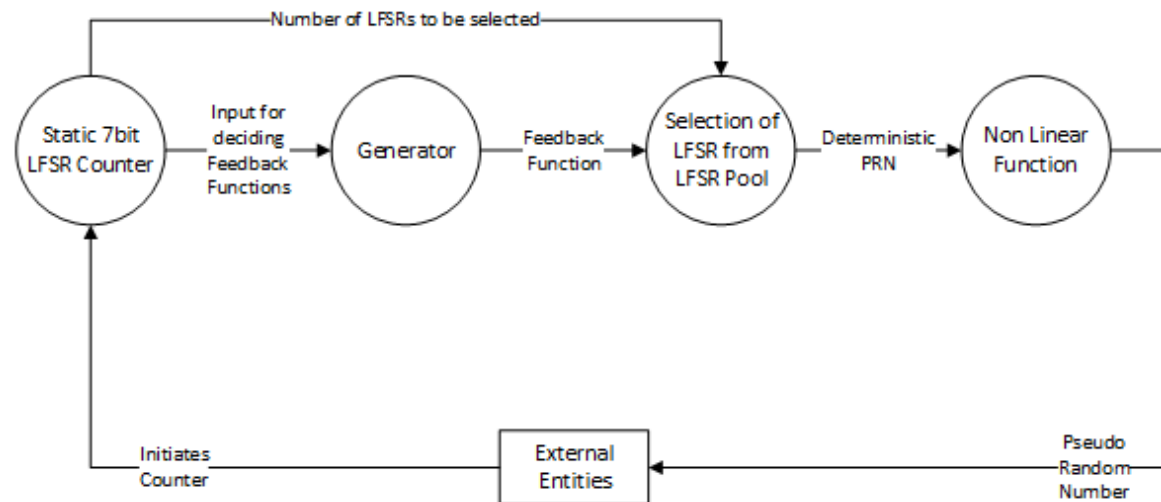 Number of LFSRs to be selected
Static 7bit
LFSR Counter
Input for
deciding
Feedback
Functions
Generator
Feedback
Function
Selection of
LFSR from
LFSR Pool
Deterministic
PRN
Non Linear
Function
Initiates
Counter
External
Entities
Pseudo
Random
Number